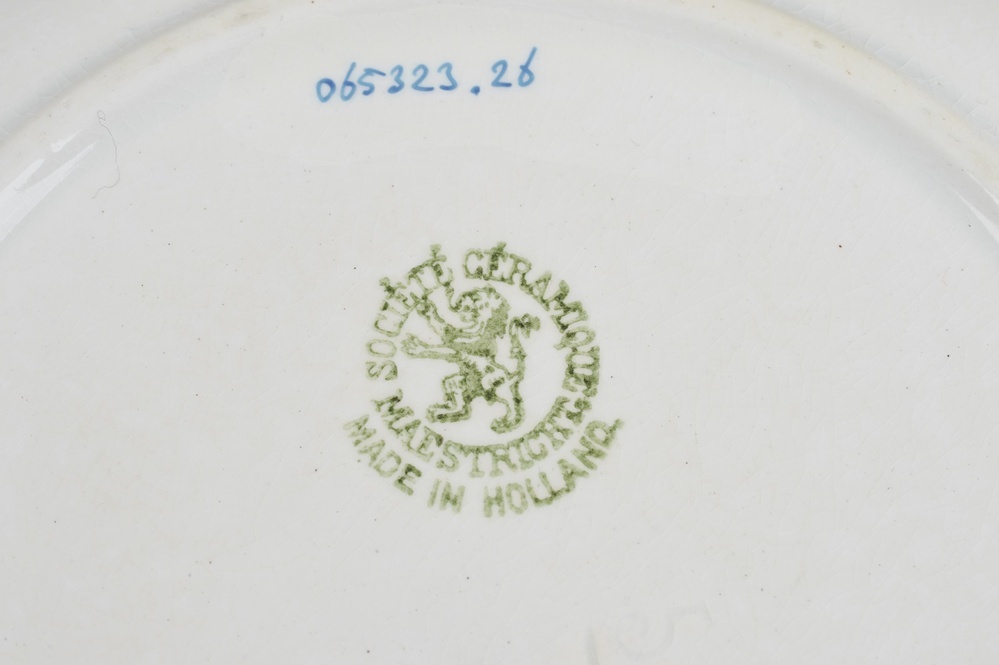 065323.26
SOCIÉTÉ CÉRAMIQUE
MAESTRICHT
MADE IN HOLLAND.